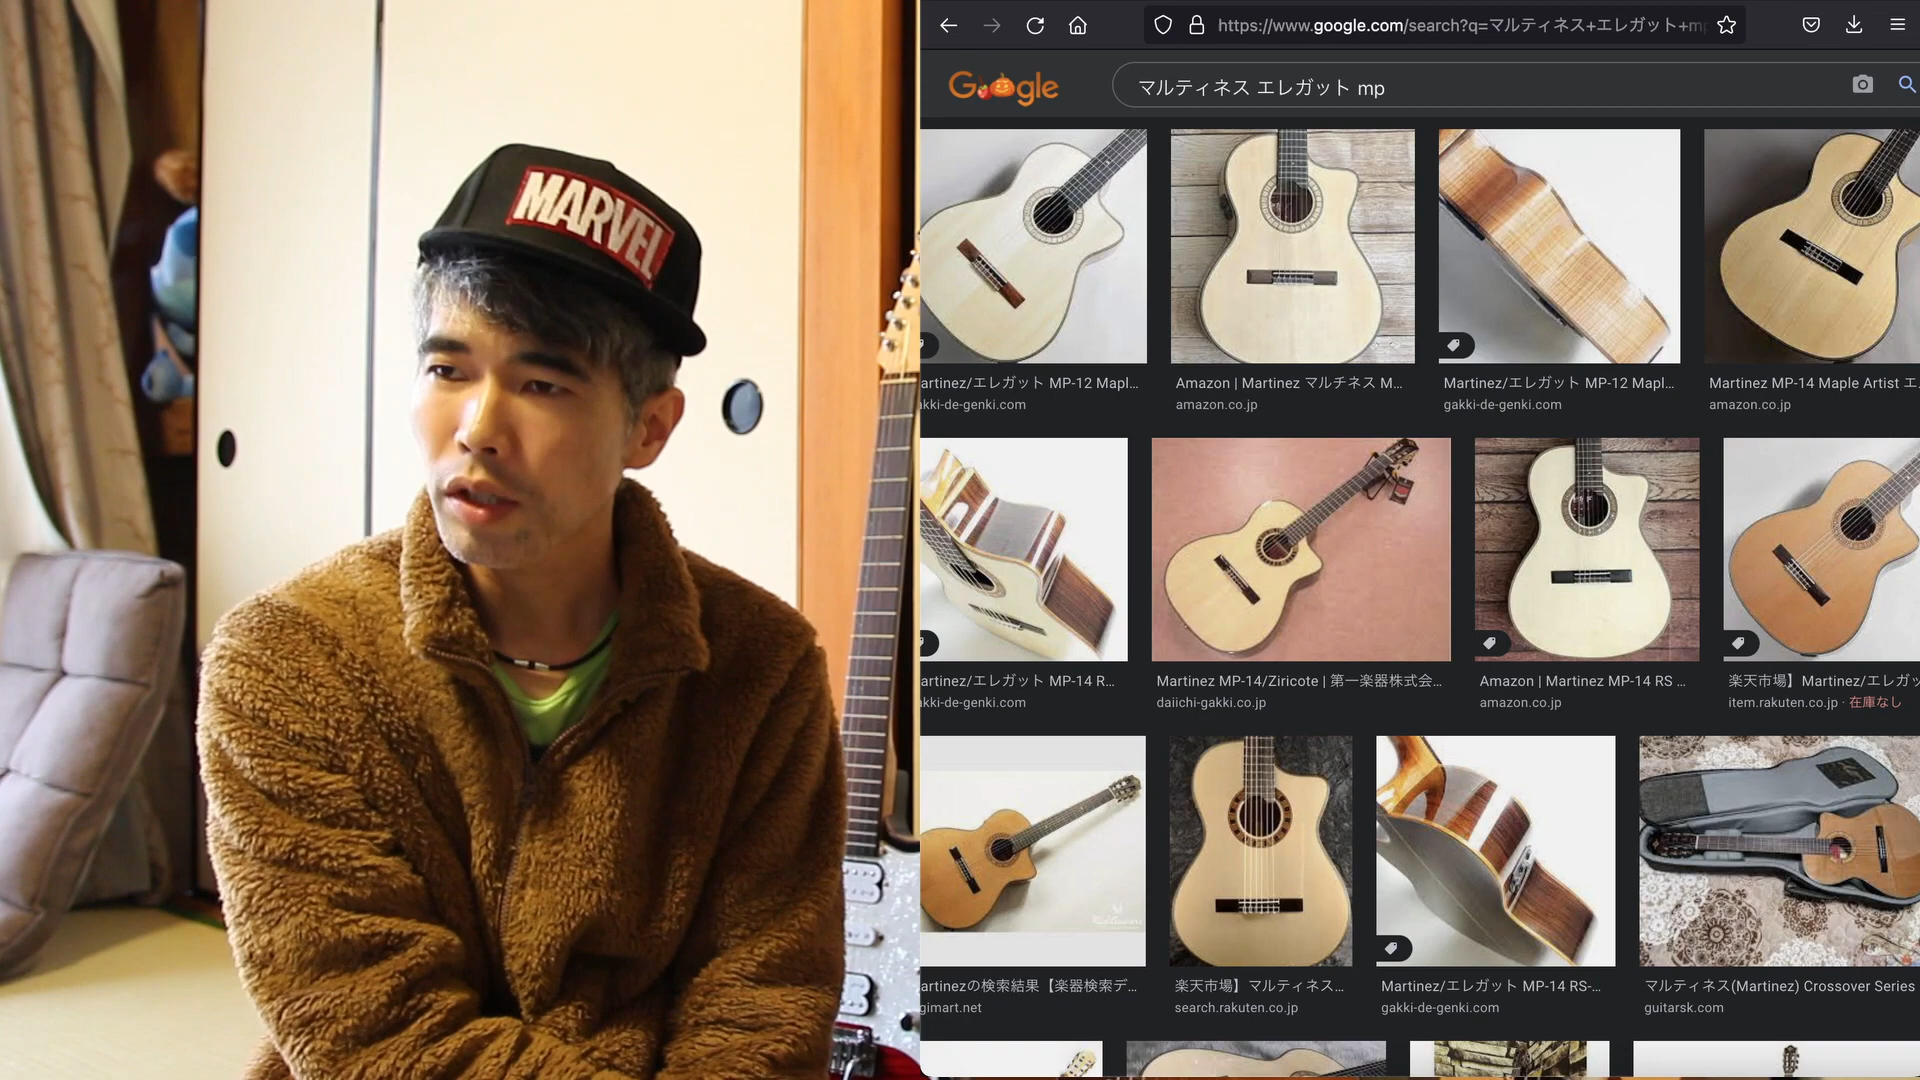 MARVEL
https://www.google.com/search?q=マルティネス+エレガット+m
Google
マルティネス エレガット mp
artinez/エレガット MP-12 Mapl...
akki-de-genki.com
Amazon | Martinez マルチネス M...
amazon.co.jp
Martinez/エレガット MP-12 Mapl...
gakki-de-genki.com
Martinez MP-14 Maple Artist エ
amazon.co.jp
artinez/エレガット MP-14 R...
akki-de-genki.com
Martinez MP-14/Ziricote | 第一楽器株式会...
daiichi-gakki.co.jp
Amazon | Martinez MP-14 RS ...
amazon.co.jp
楽天市場】Martinez/エレガッ
item.rakuten.co.jp · 在庫なし
artinezの検索結果【楽器検索デ...
gimart.net
楽天市場】マルティネス...
search.rakuten.co.jp
Martinez/エレガット MP-14 RS-...
gakki-de-genki.com
マルティネス(Martinez) Crossover Series
guitarsk.com